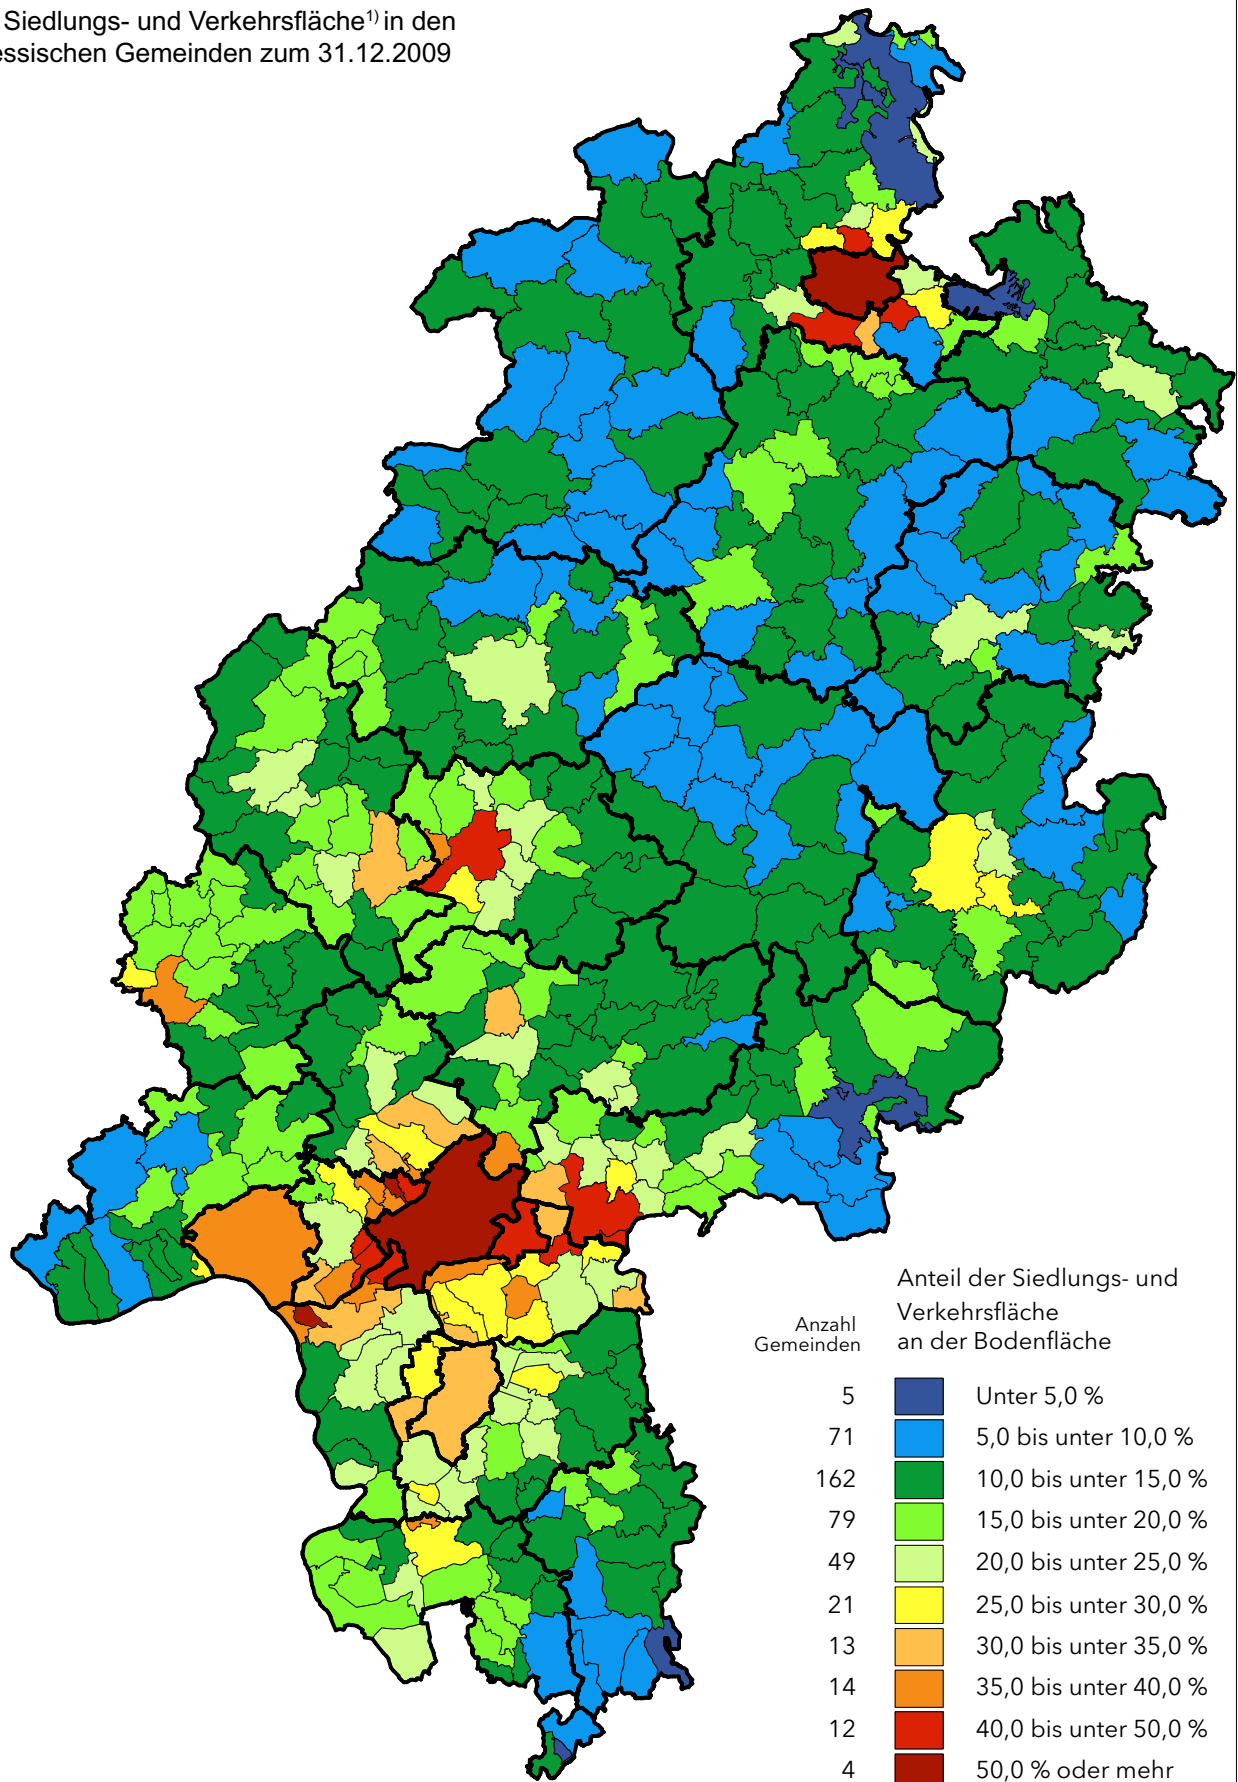 Siedlungs- und Verkehrsfläche¹⁾ in den
essischen Gemeinden zum 31.12.2009
Anteil der Siedlungs- und
Verkehrsfläche
an der Bodenfläche
Anzahl
Gemeinden
5 Unter 5,0 %
71 5,0 bis unter 10,0 %
162 10,0 bis unter 15,0 %
79 15,0 bis unter 20,0 %
49 20,0 bis unter 25,0 %
21 25,0 bis unter 30,0 %
13 30,0 bis unter 35,0 %
14 35,0 bis unter 40,0 %
12 40,0 bis unter 50,0 %
4 50,0 % oder mehr